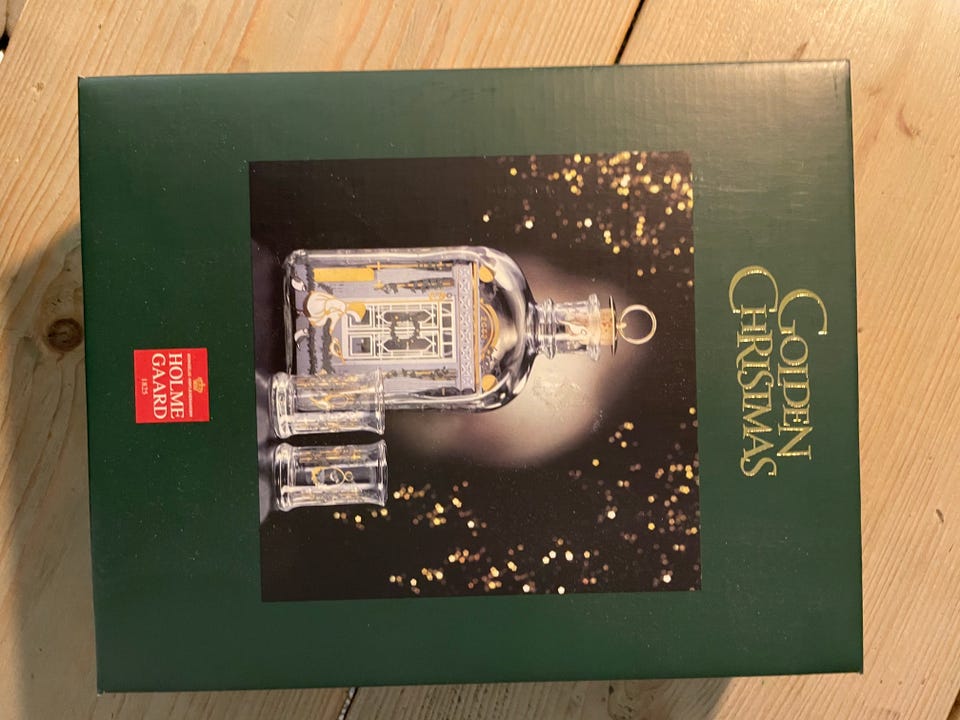 GOLDEN
CHRISTMAS
HOLME
GAARD
1825